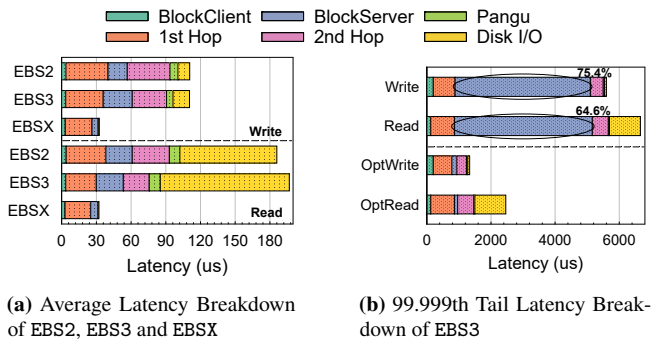 BlockClient BlockServer Pangu
1st Hop 2nd Hop Disk I/O
EBS2
EBS3
EBSX
Write
EBS2
EBS3
EBSX
Read
0 30 60 90 120 150 180
Latency (us)
75.4%
Write
64.6%
Read
OptWrite
OptRead
0 2000 4000 6000
Latency (us)
(a) Average Latency Breakdown
of EBS2, EBS3 and EBSX
(b) 99.999th Tail Latency Break-
down of EBS3